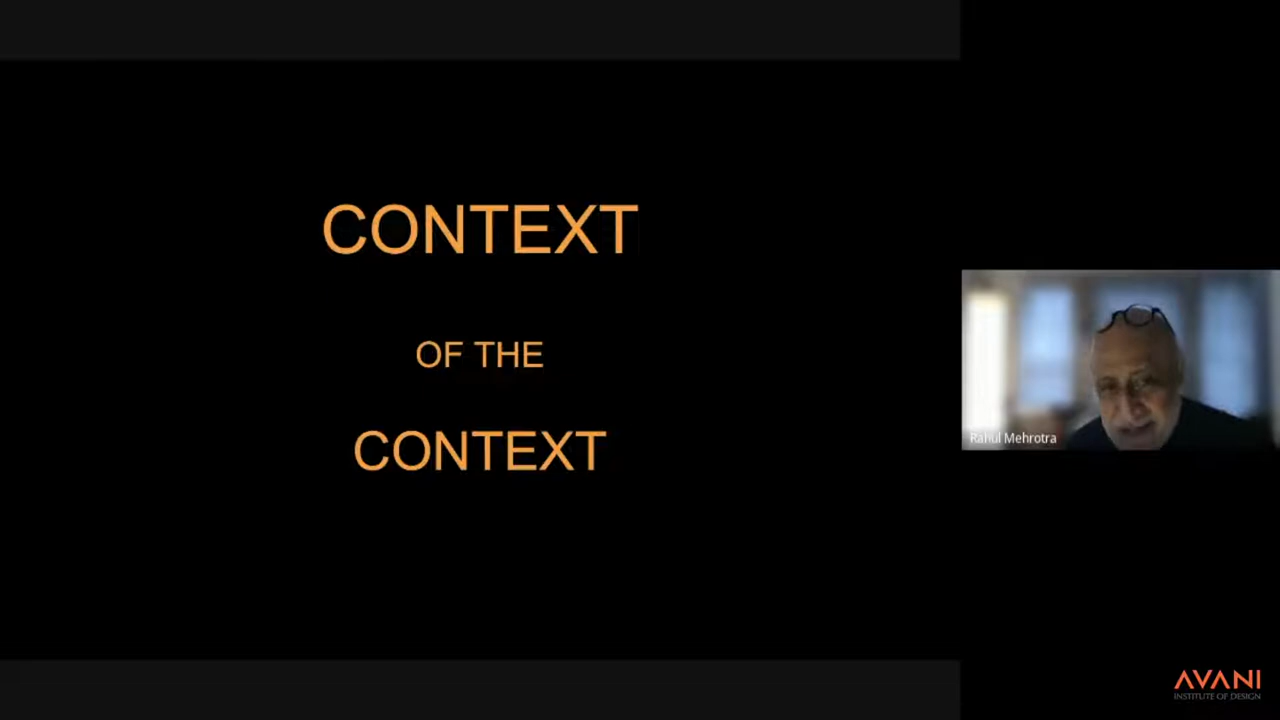 CONTEXT
OF THE
CONTEXT
Rahul Mehrotra
AVANI
INSTITUTE OF DESIGN